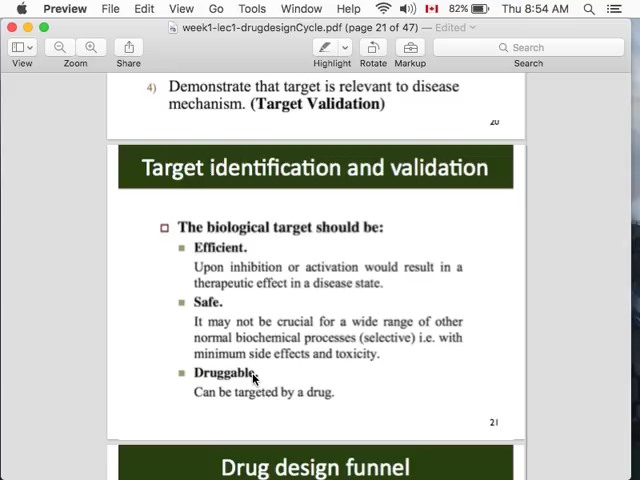 Preview File Edit View Go Tools Window Help 82% Thu 8:54 AM
week1-lec1-drugdesignCycle.pdf (page 21 of 47) — Edited
View Zoom Share Highlight Rotate Markup Search
Search
4) Demonstrate that target is relevant to disease
mechanism. (Target Validation)
20
Target identification and validation
The biological target should be:
Efficient.
Upon inhibition or activation would result in a
therapeutic effect in a disease state.
Safe.
It may not be crucial for a wide range of other
normal biochemical processes (selective) i.e. with
minimum side effects and toxicity.
Druggable.
Can be targeted by a drug.
21
Drug design funnel